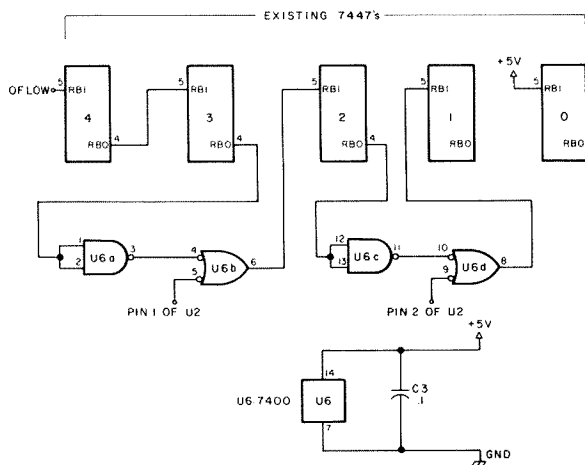 EXISTING 7447's
+5V
OFLOW
5
RBI
4
RBO
4
5
RBI
3
RBO
4
5
RBI
2
RBO
4
5
RBI
1
5
RBI
0
RBO
1
2
U6a
3
4
5
U6b
6
12
13
U6c
11
10
9
U6d
8
PIN 1 OF U2
PIN 2 OF U2
+5V
14
U6 7400
U6
7
C3
.1
GND